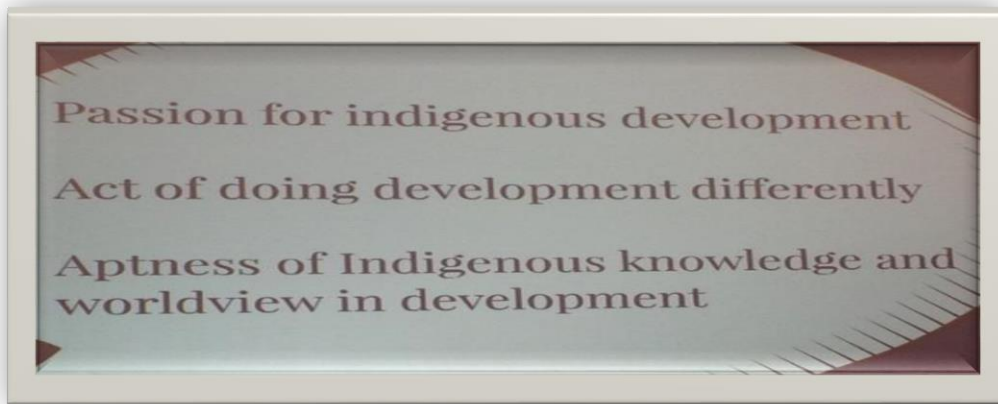 Passion for indigenous development
Act of doing development differently
Aptness of Indigenous knowledge and
worldview in development